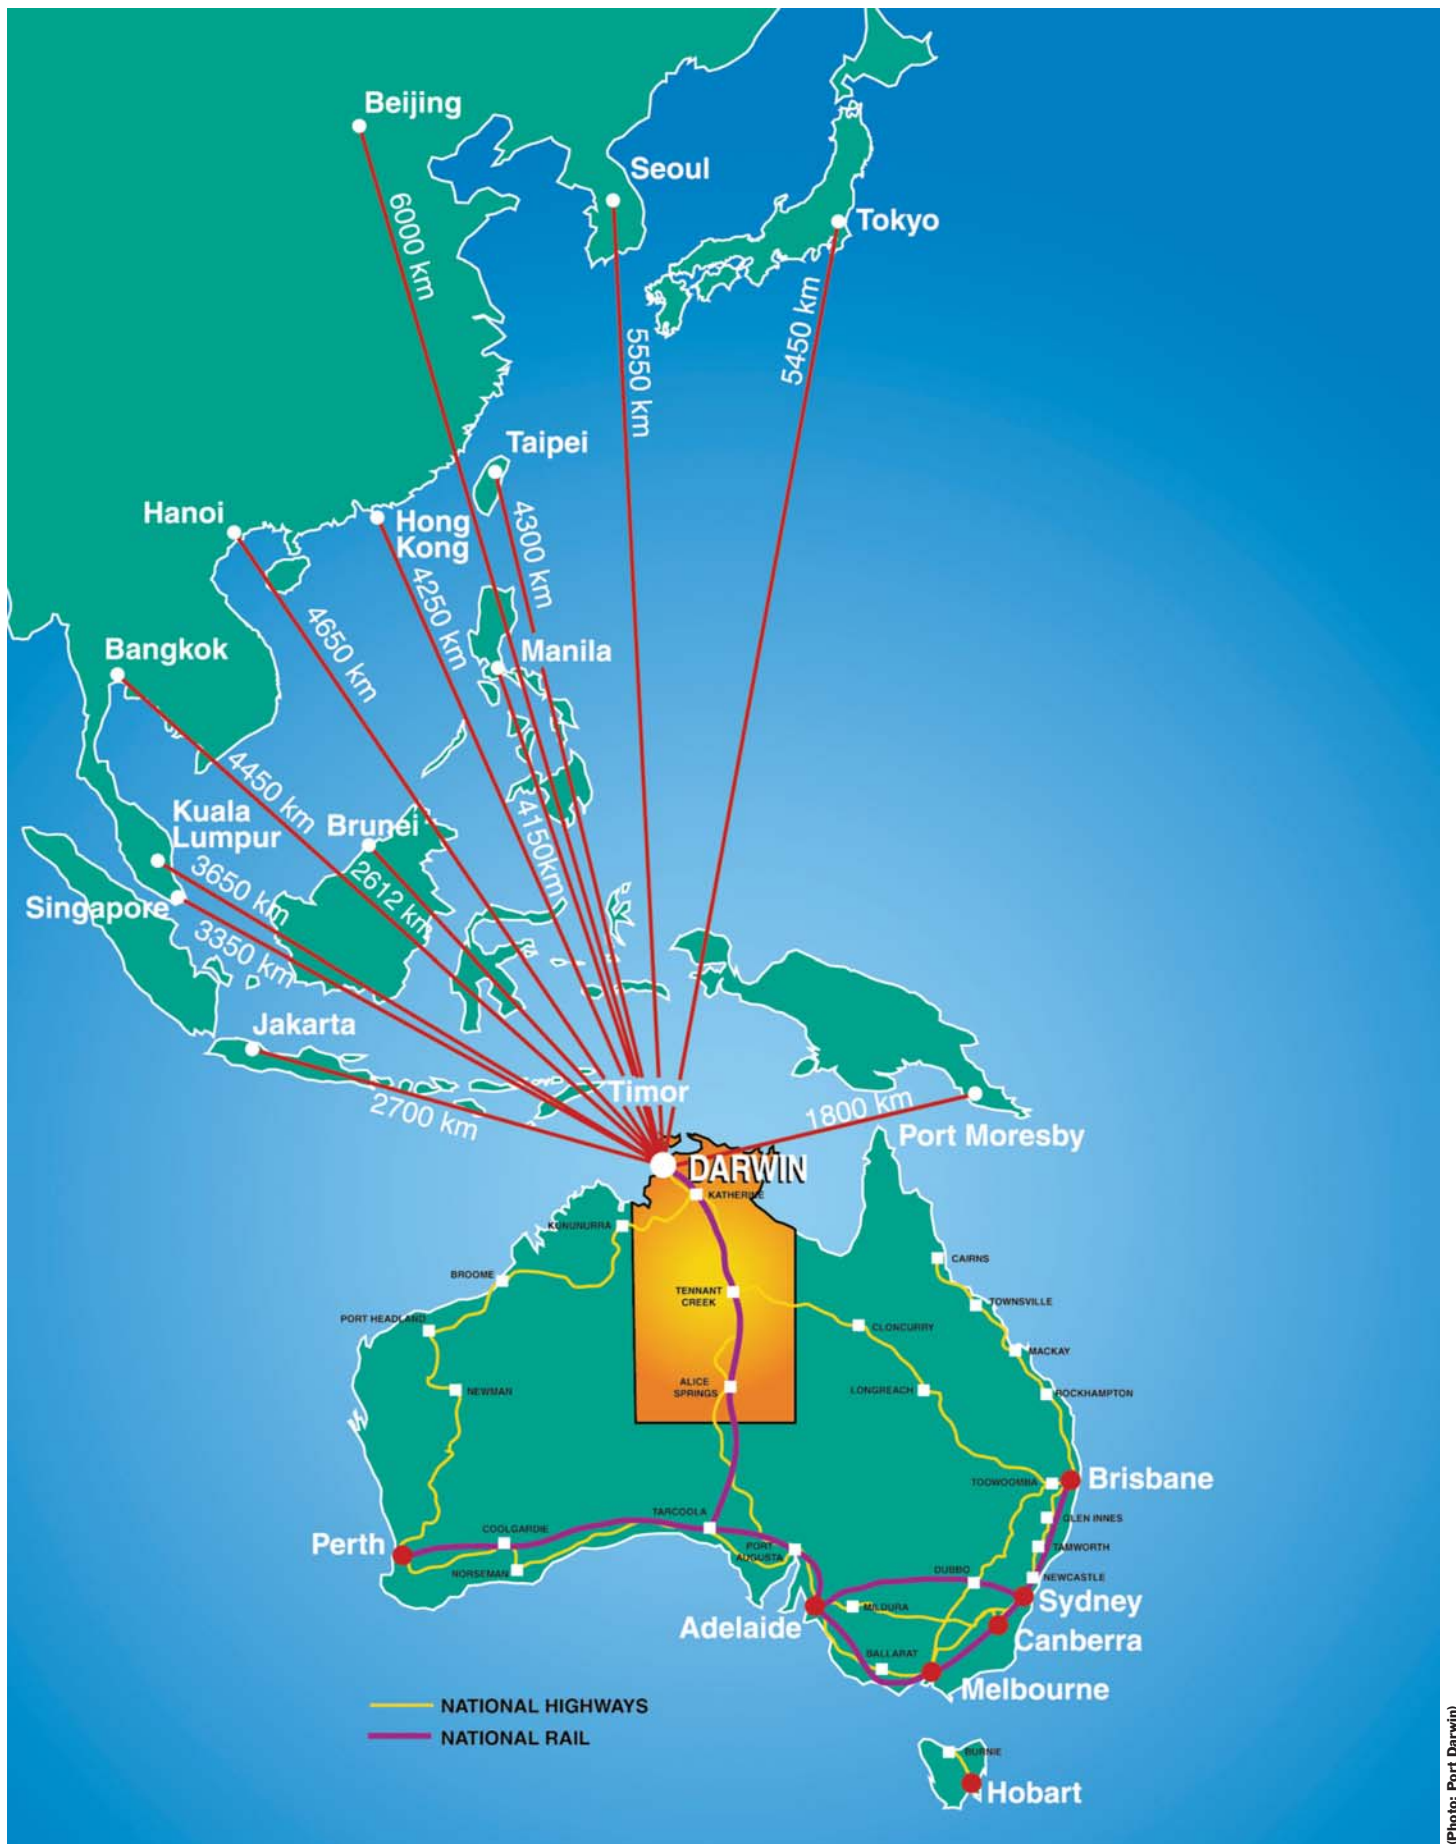 Beijing
Seoul
Tokyo
6000 km
5550 km
5450 km
Taipei
Hanoi
Hong
Kong
4300 km
4250 km
4650 km
Bangkok
Manila
4450 km
Kuala
Lumpur
Brunei
4150km
3650 km
2612 km
Singapore
3350 km
Jakarta
2700 km
Timor
1800 km
Port Moresby
DARWIN
KATHERINE
KUNUNURRA
CAIRNS
BROOME
TENNANT
CREEK
TOWNSVILLE
PORT HEADLAND
CLONCURRY
MACKAY
ALICE
SPRINGS
NEWMAN
LONGREACH
ROCKHAMPTON
TOOWOOMBA
Brisbane
TARCOOLA
GLEN INNES
COOLGARDIE
Perth
PORT
AUGUSTA
TAMWORTH
NORSEMAN
DUBBO
NEWCASTLE
MILDURA
Sydney
Adelaide
Canberra
BALLARAT
Melbourne
NATIONAL HIGHWAYS
NATIONAL RAIL
BURNIE
Hobart
(Photo: Port Darwin)